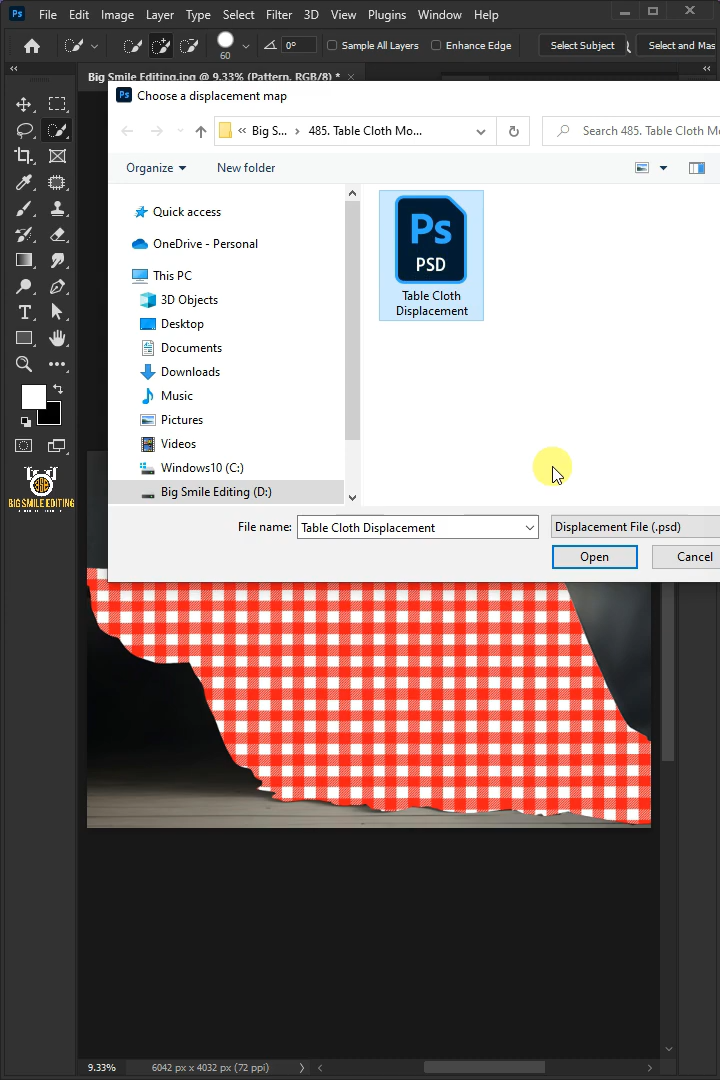 Ps File Edit Image Layer Type Select Filter 3D View Plugins Window Help
60 0° Sample All Layers Enhance Edge Select Subject Select and Mas
Big Smile Editing.jpg @ 9.33% (Pattern, RGB/8) *
Ps Choose a displacement map
« Big S... > 485. Table Cloth Mo... Search 485. Table Cloth Mo
Organize New folder
Quick access
OneDrive - Personal
This PC
3D Objects
Desktop
Documents
Downloads
Music
Pictures
Videos
Windows10 (C:)
Big Smile Editing (D:)
Ps
PSD
Table Cloth
Displacement
File name: Table Cloth Displacement Displacement File (.psd)
Open Cancel
BSE
BIG SMILE EDITING
9.33% 6042 px x 4032 px (72 ppi)